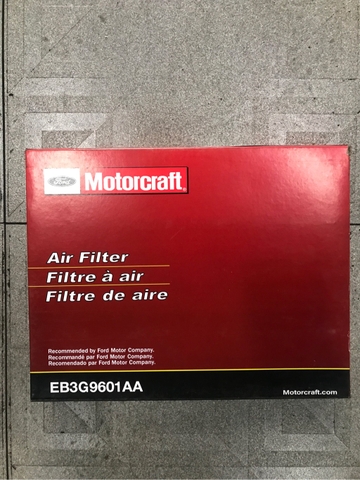 Ford
Motorcraft
Air Filter
Filtre à air
Filtre de aire
Recommended by Ford Motor Company.
Recommandé par Ford Motor Company.
Recomendado par Ford Motor Company.
EB3G9601AA
Motorcraft.com